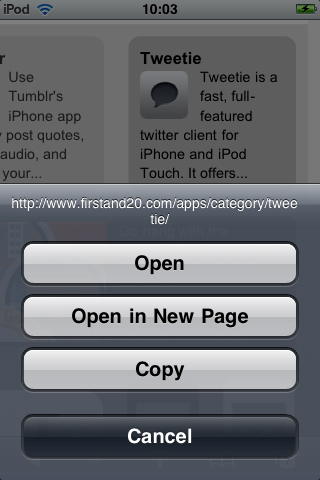 iPod 10:03
r
Use
Tumblr's
iPhone app
post quotes,
audio, and
your...
Tweetie
Tweetie is a
fast, full-
featured
twitter client for
iPhone and iPod
Touch. It offers...
http://www.firstand20.com/apps/category/twee
tie/
Open
Open in New Page
Copy
Cancel